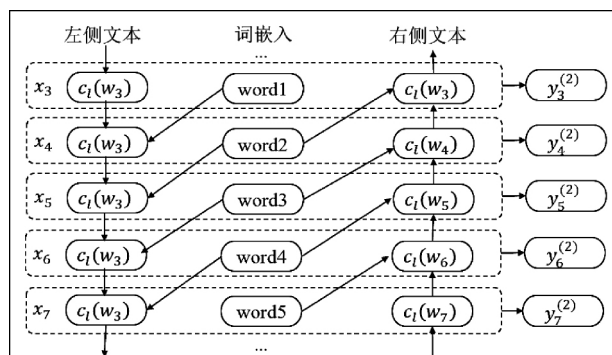 左侧文本 词嵌入 右侧文本
...
x₃ cₗ(w₃) word1 cₗ(w₃) y₃⁽²⁾
x₄ cₗ(w₃) word2 cₗ(w₄) y₄⁽²⁾
x₅ cₗ(w₃) word3 cₗ(w₅) y₅⁽²⁾
x₆ cₗ(w₃) word4 cₗ(w₆) y₆⁽²⁾
x₇ cₗ(w₃) word5 cₗ(w₇) y₇⁽²⁾
...